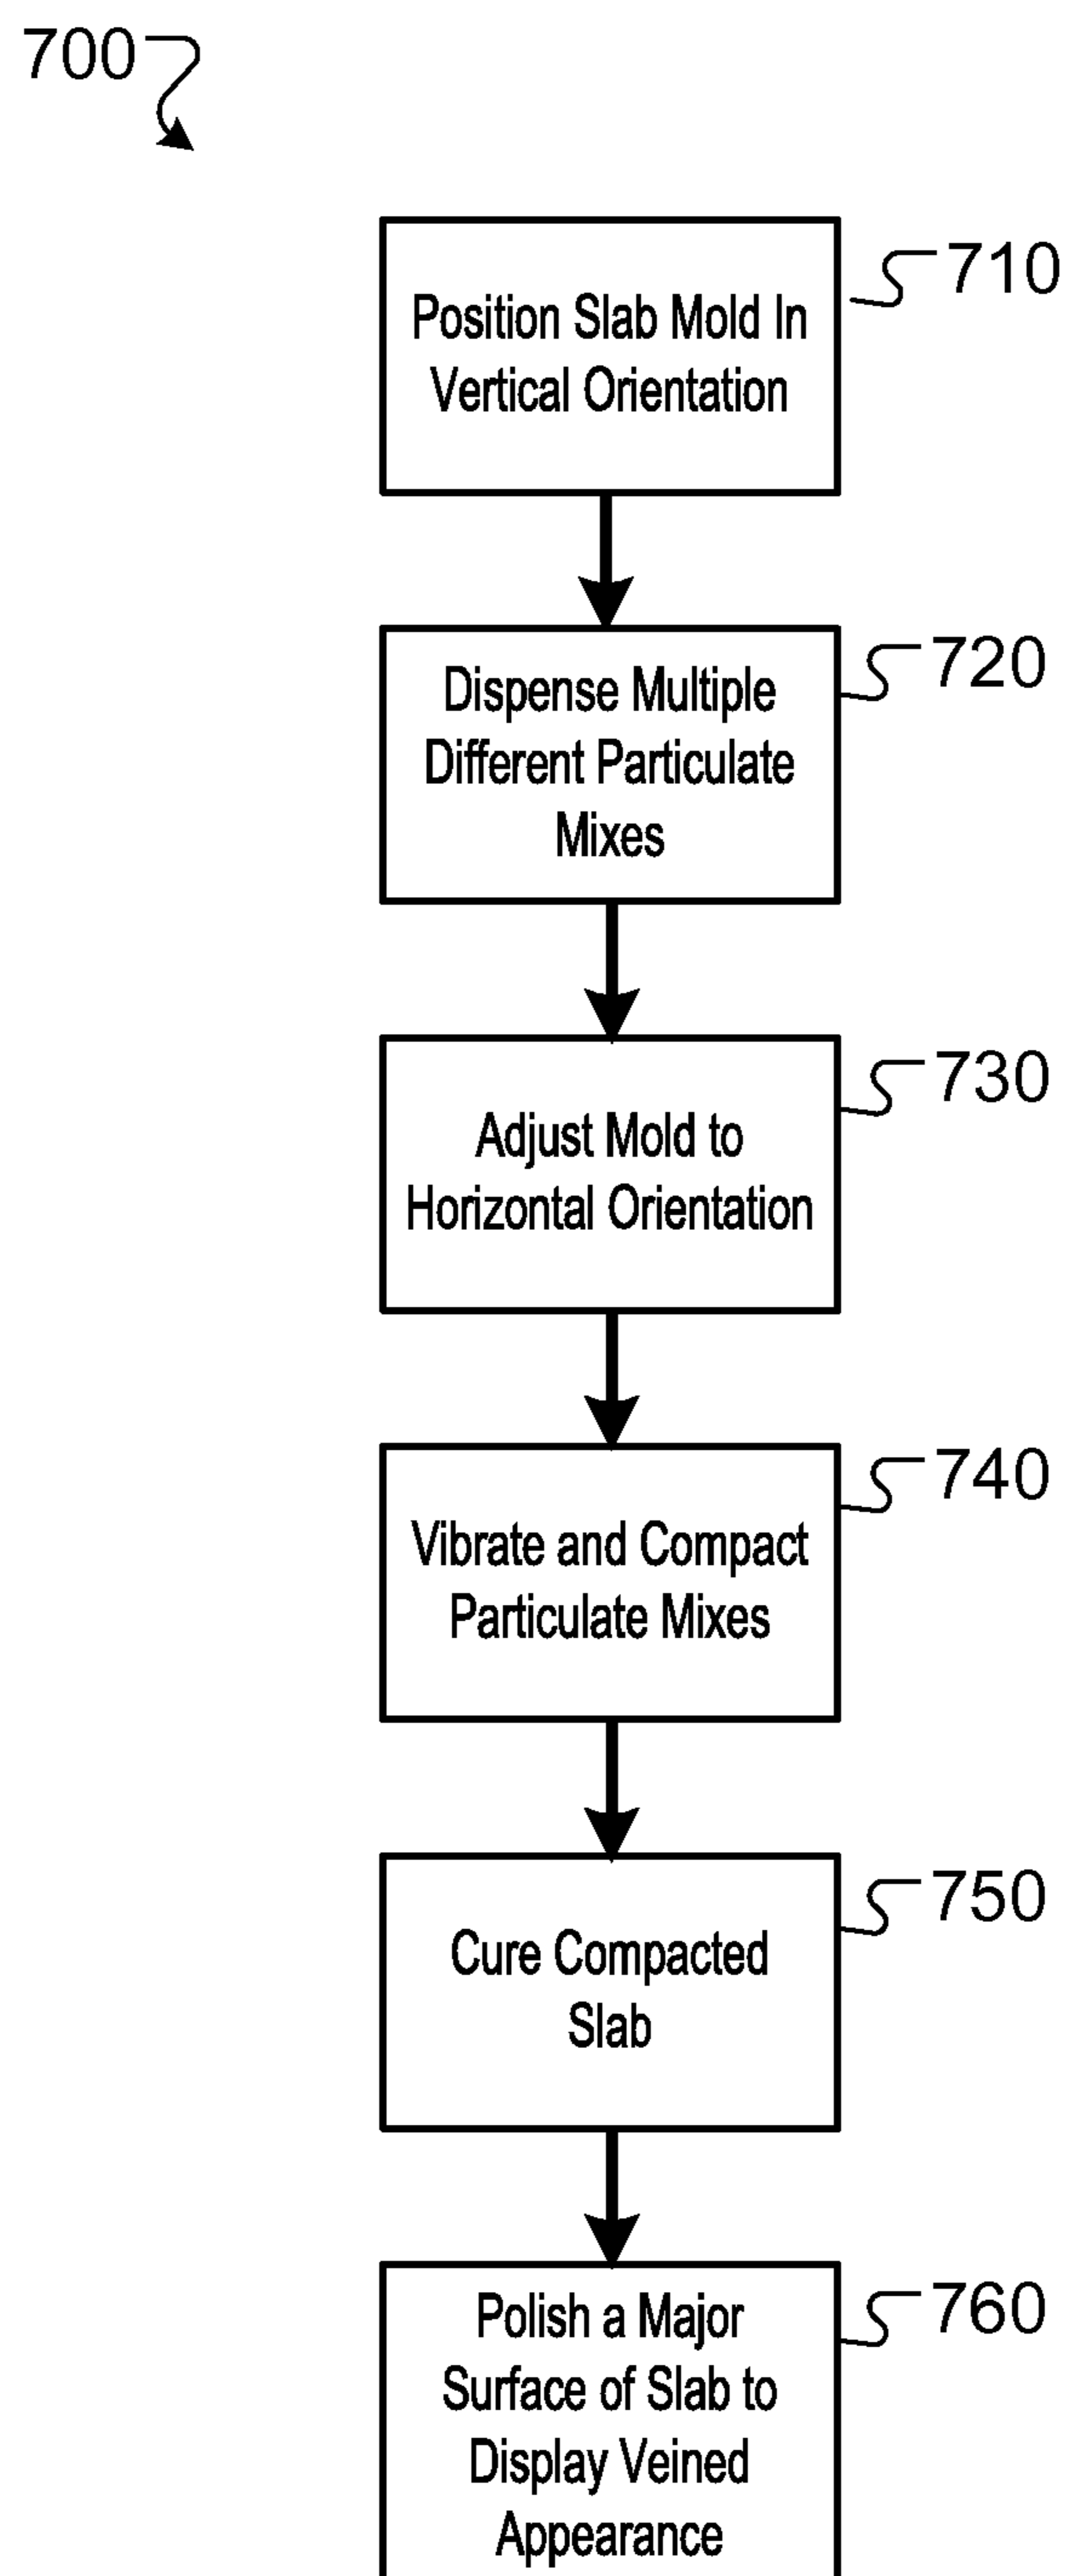 700
Position Slab Mold In
Vertical Orientation
710
Dispense Multiple
Different Particulate
Mixes
720
Adjust Mold to
Horizontal Orientation
730
Vibrate and Compact
Particulate Mixes
740
Cure Compacted
Slab
750
Polish a Major
Surface of Slab to
Display Veined
Appearance
760